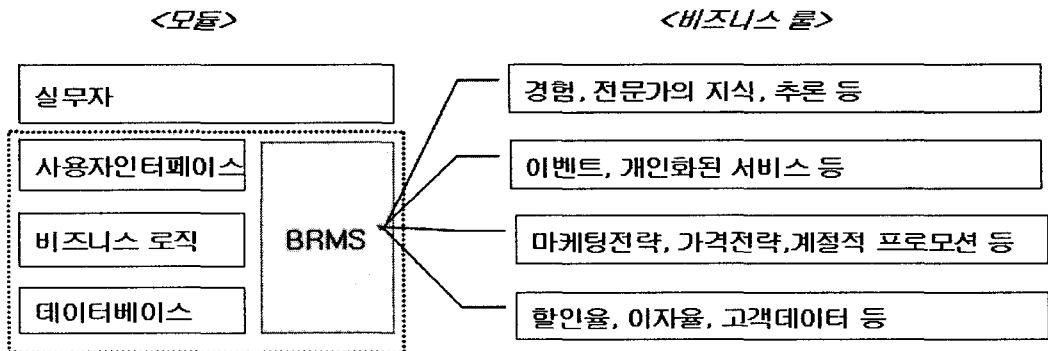 <모듈>
<비즈니스 룰>
실무자
사용자인터페이스
비즈니스 로직
데이터베이스
BRMS
경험, 전문가의 지식, 추론 등
이벤트, 개인화된 서비스 등
마케팅전략, 가격전략,계절적 프로모션 등
할인율, 이자율, 고객데이터 등